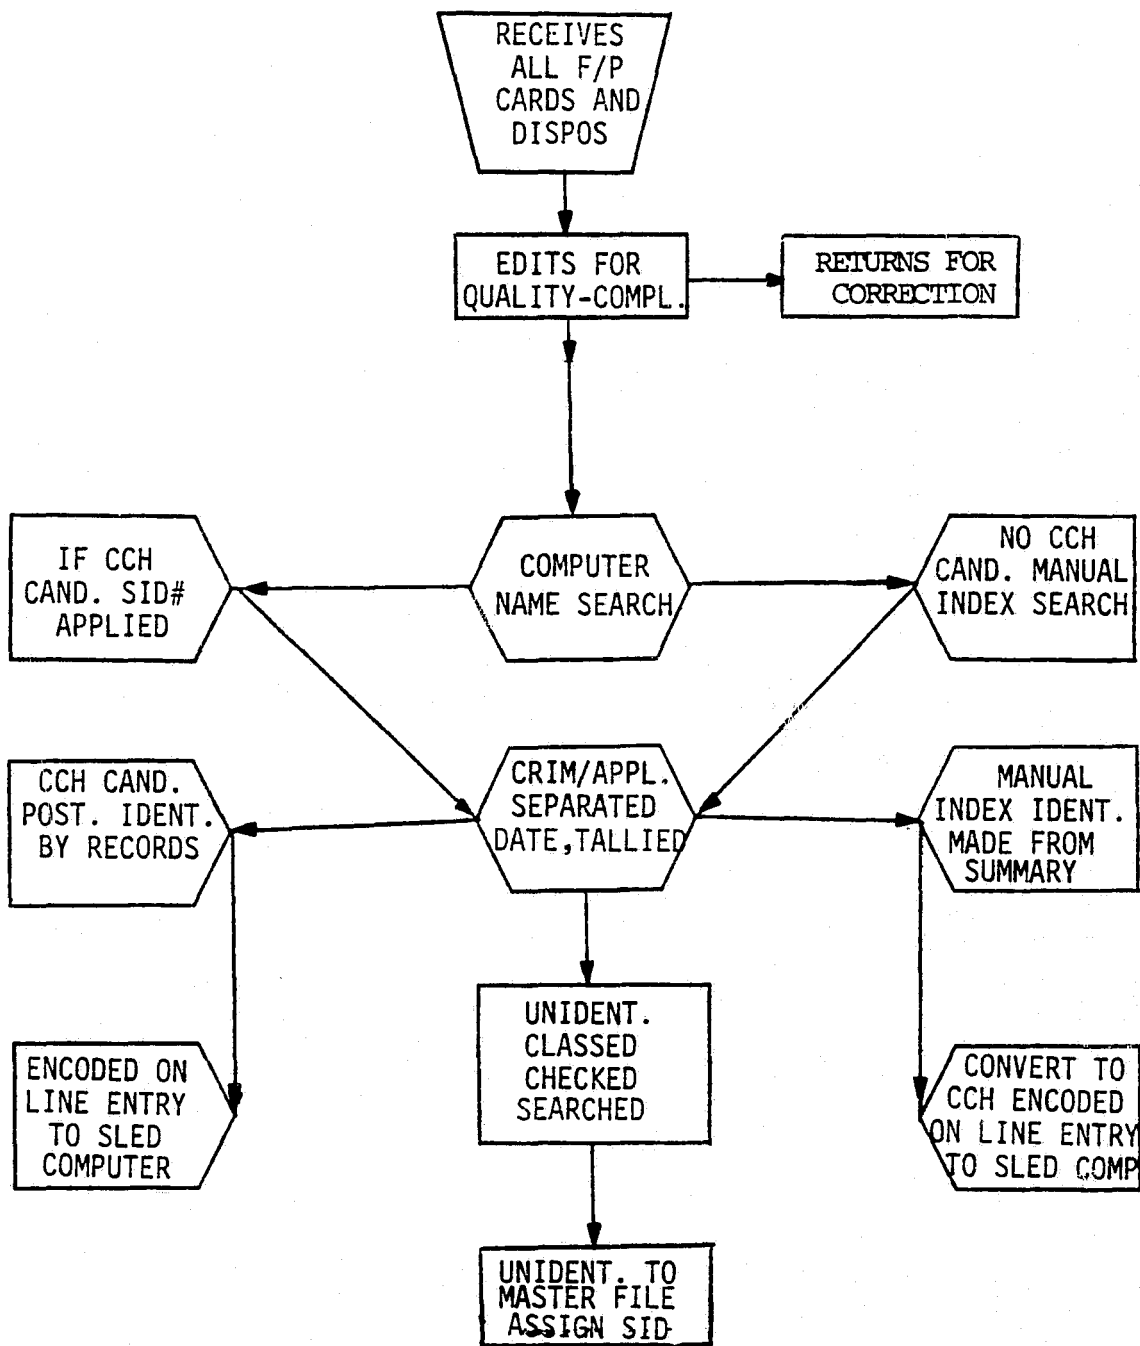 RECEIVES
ALL F/P
CARDS AND
DISPOS
EDITS FOR
QUALITY-COMPL.
RETURNS FOR
CORRECTION
IF CCH
CAND. SID#
APPLIED
COMPUTER
NAME SEARCH
NO CCH
CAND. MANUAL
INDEX SEARCH
CCH CAND.
POST. IDENT.
BY RECORDS
CRIM/APPL.
SEPARATED
DATE,TALLIED
MANUAL
INDEX IDENT.
MADE FROM
SUMMARY
ENCODED ON
LINE ENTRY
TO SLED
COMPUTER
UNIDENT.
CLASSED
CHECKED
SEARCHED
CONVERT TO
CCH ENCODED
ON LINE ENTRY
TO SLED COMP
UNIDENT. TO
MASTER FILE
ASSIGN SID